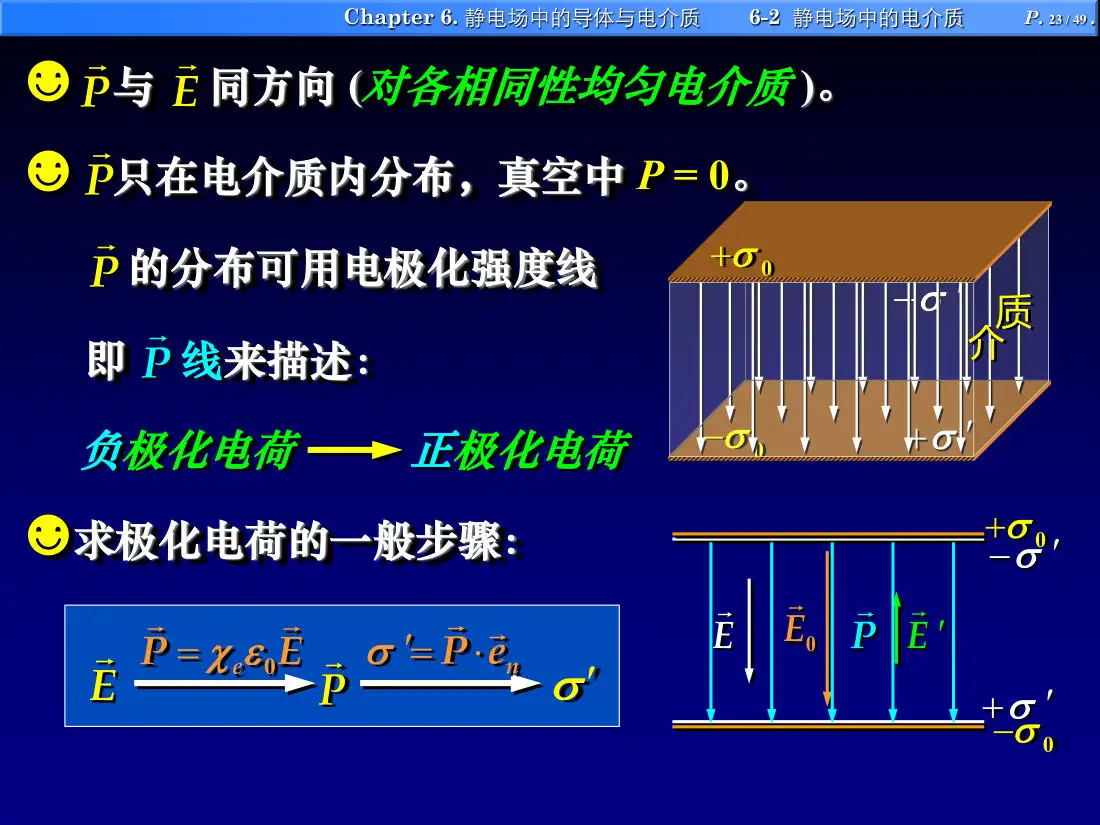 Chapter 6. 静电场中的导体与电介质 6-2 静电场中的电介质 P. 23 / 49 .
P⃗与 E⃗ 同方向 (对各相同性均匀电介质 )。
P⃗只在电介质内分布，真空中 P = 0。
P⃗ 的分布可用电极化强度线
即 P⃗ 线来描述：
负极化电荷 → 正极化电荷
+σ0
−σ′
介质
−σ0
+σ′
求极化电荷的一般步骤：
E⃗ P⃗ = χeε0E⃗ P⃗ σ′= P⃗ · e⃗n σ′
+σ0
−σ′
E⃗ E⃗0 P⃗ E⃗′
+σ′
−σ0